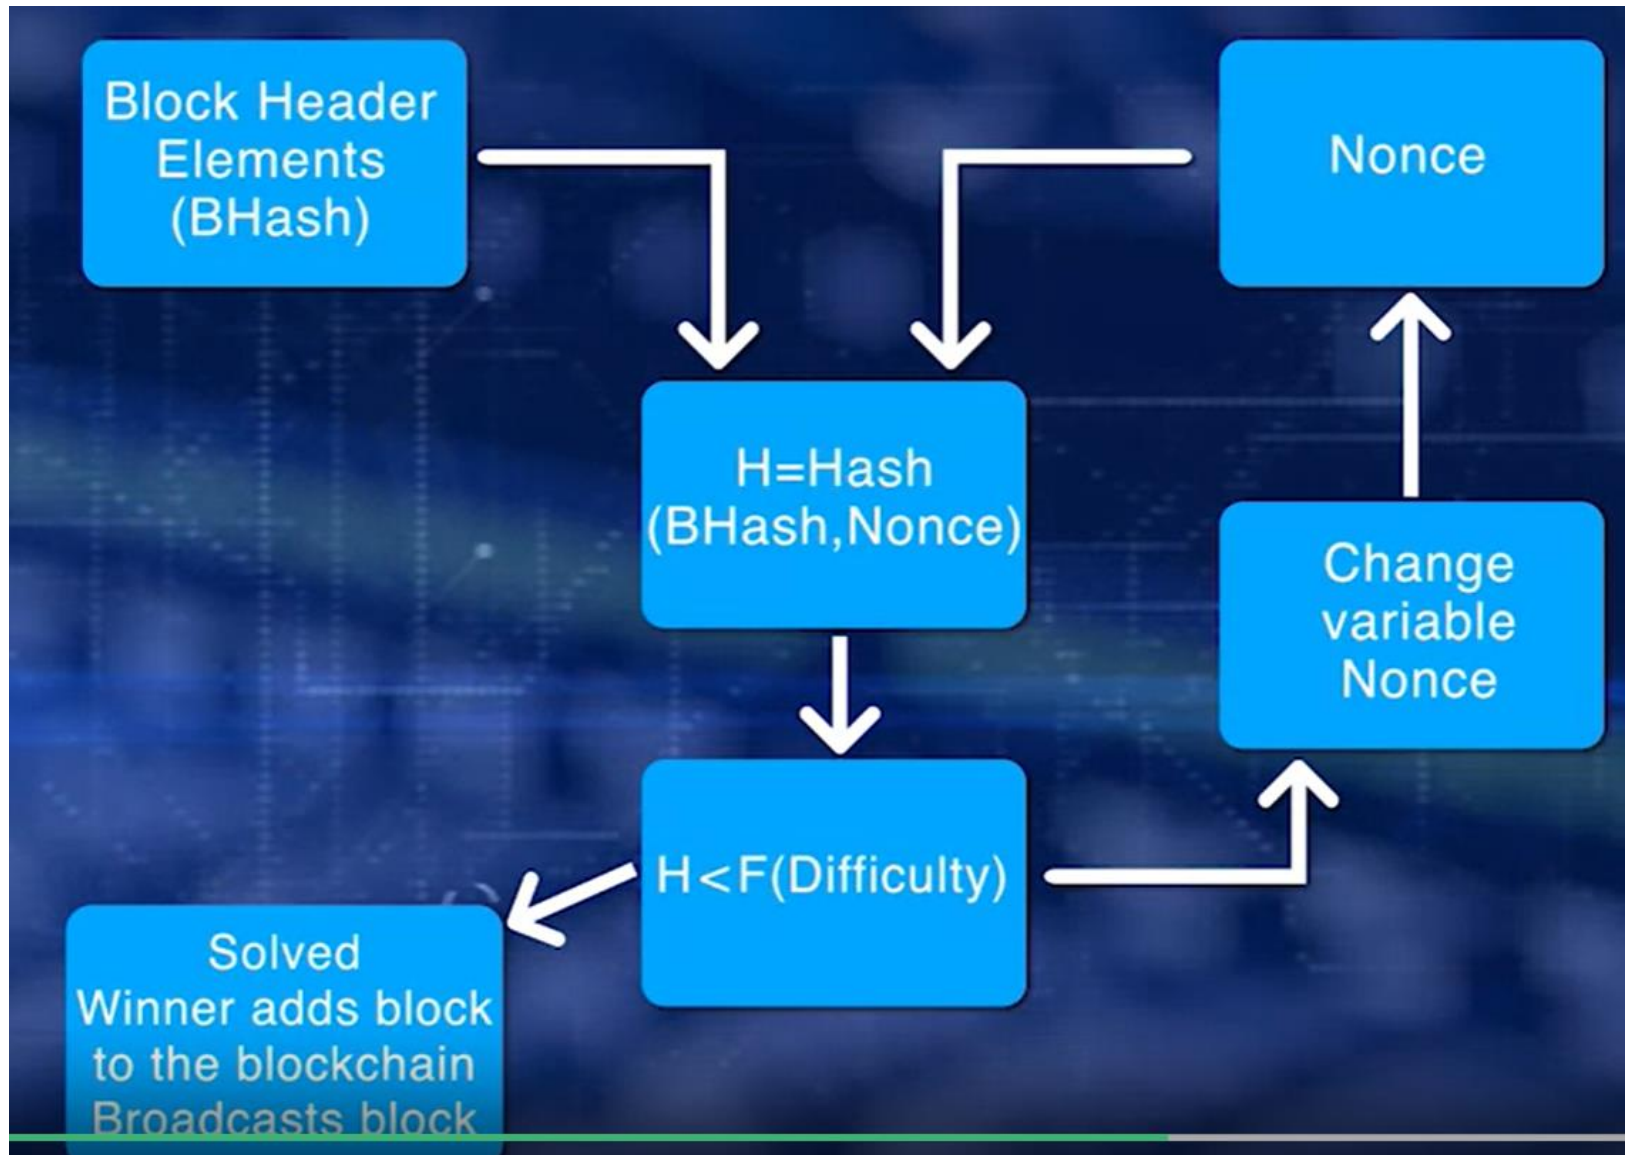 Block Header
Elements
(BHash)
Nonce
H=Hash
(BHash,Nonce)
Change
variable
Nonce
H<F(Difficulty)
Solved
Winner adds block
to the blockchain
Broadcasts block